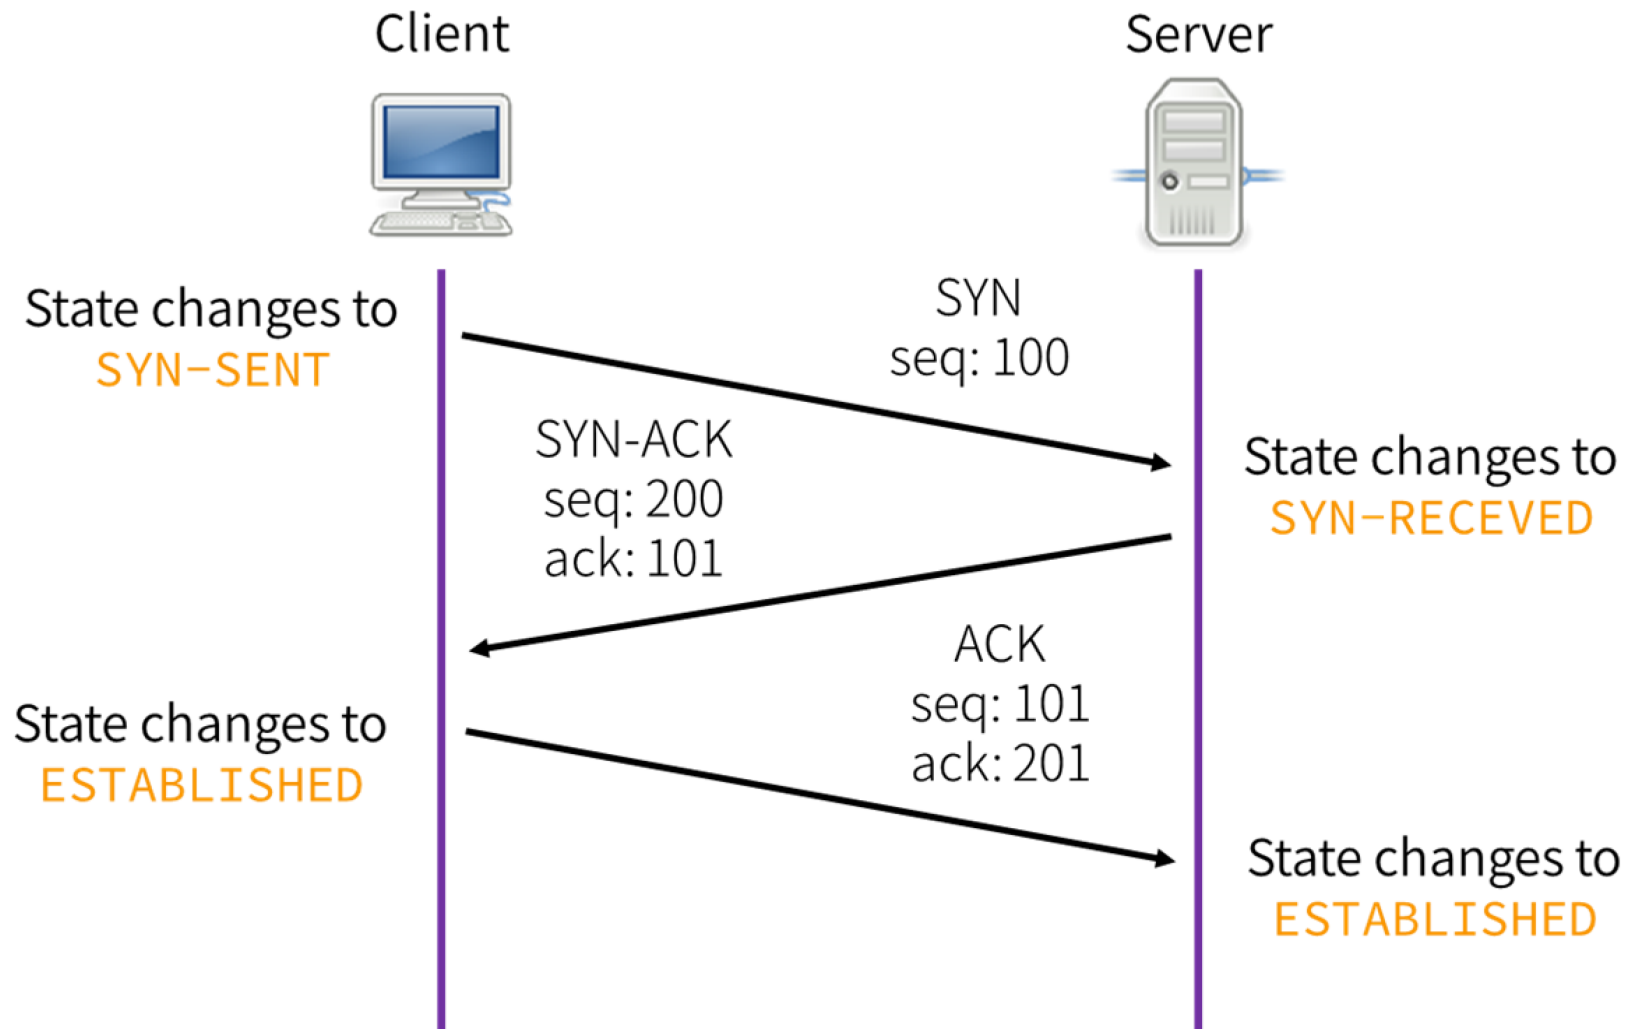 Client
Server
State changes to
SYN-SENT
SYN
seq: 100
SYN-ACK
seq: 200
ack: 101
State changes to
SYN-RECEVED
ACK
seq: 101
ack: 201
State changes to
ESTABLISHED
State changes to
ESTABLISHED